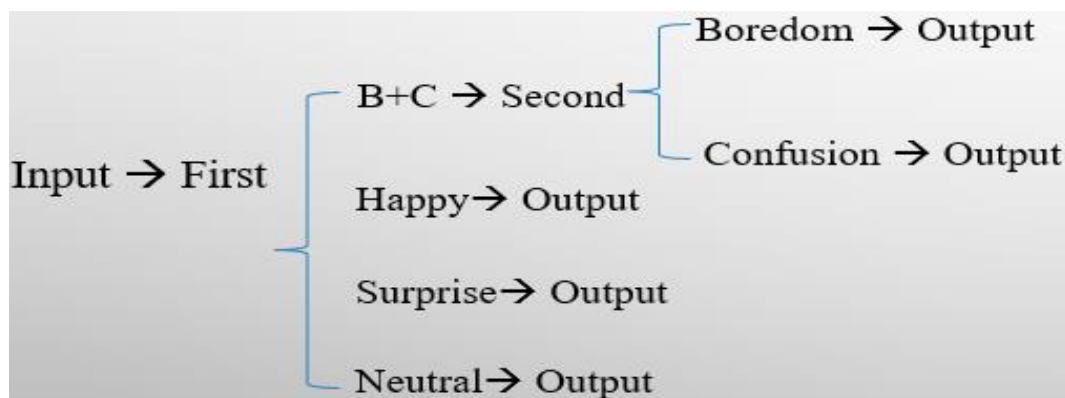 Input → First
B+C → Second
Boredom → Output
Confusion → Output
Happy→ Output
Surprise→ Output
Neutral→ Output